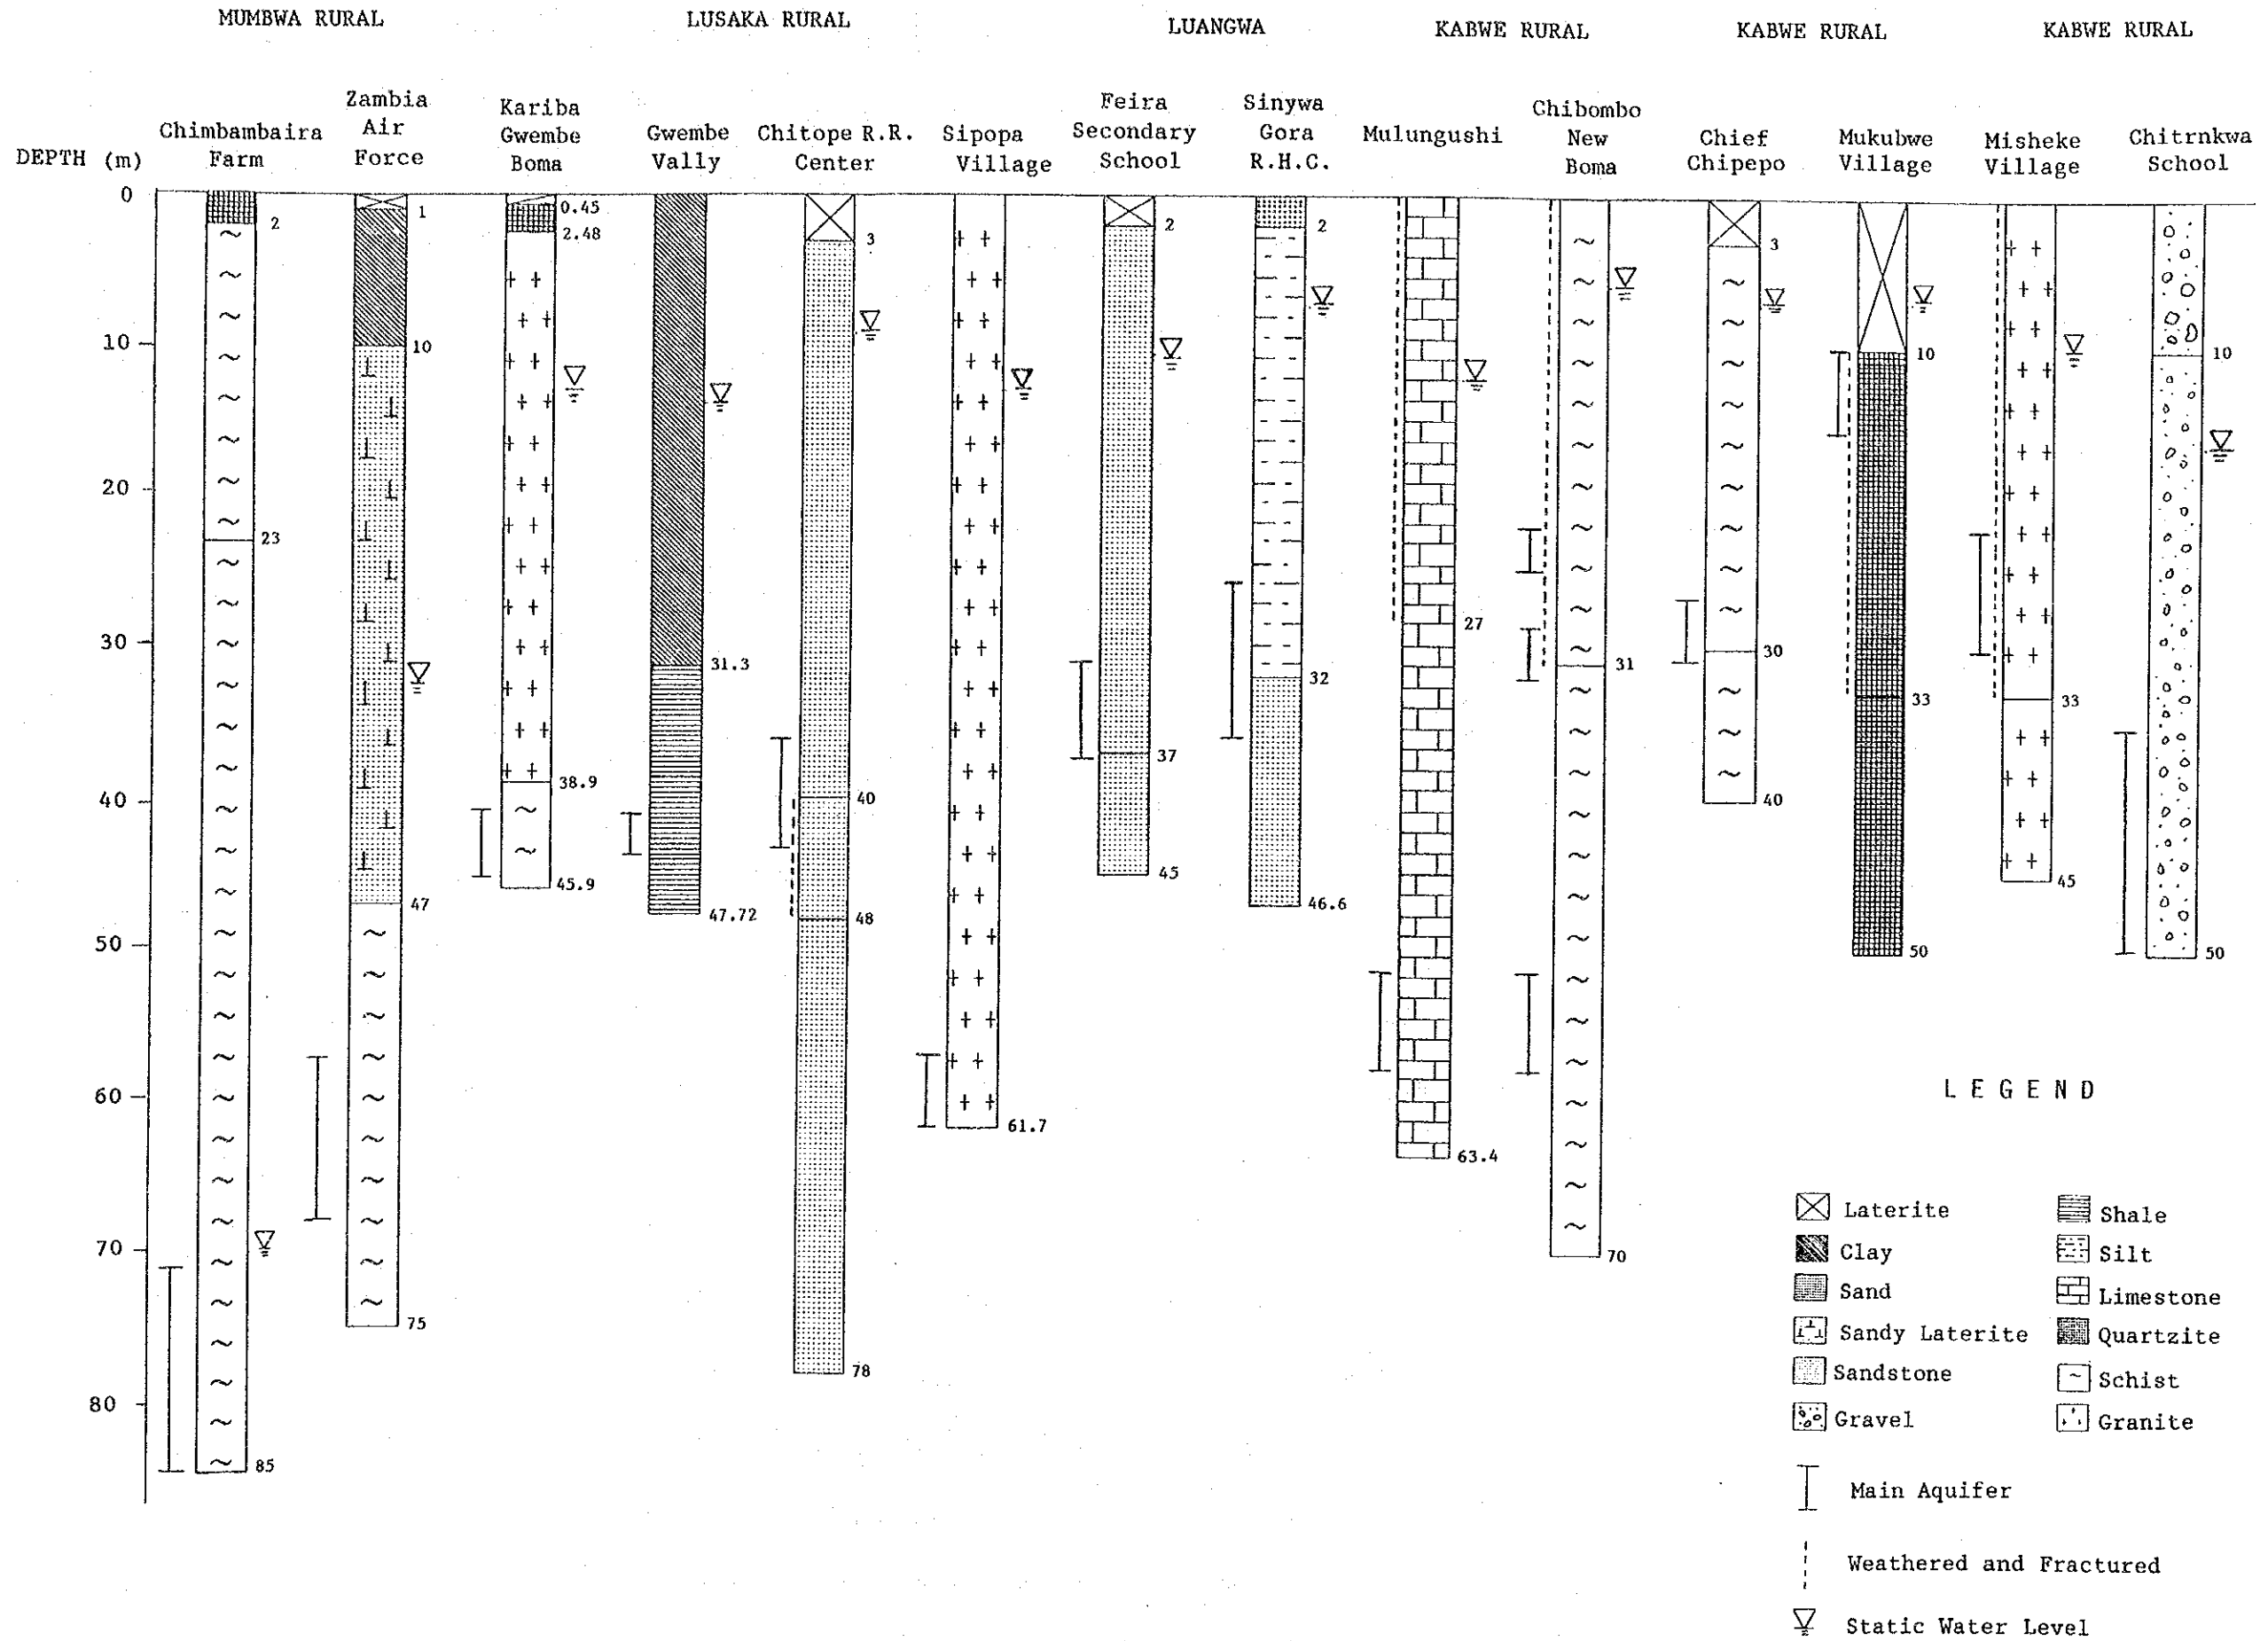 MUMBWA RURAL
LUSAKA RURAL
LUANGWA
KABWE RURAL
KABWE RURAL
KABWE RURAL
DEPTH (m)
Chimbambaira
Farm
Zambia
Air
Force
Kariba
Gwembe
Boma
Gwembe
Vally
Chitope R.R.
Center
Sipopa
Village
Feira
Secondary
School
Sinywa
Gora
R.H.C.
Mulungushi
Chibombo
New
Boma
Chief
Chipepo
Mukubwe
Village
Misheke
Village
Chitrnkwa
School
0
10
20
30
40
50
60
70
80
2
23
85
1
10
47
75
0.45
2.48
38.9
45.9
31.3
47.72
3
40
48
78
61.7
2
37
45
2
32
46.6
27
63.4
31
70
3
30
40
10
33
50
33
45
10
50
LEGEND
Laterite
Clay
Sand
Sandy Laterite
Sandstone
Gravel
Shale
Silt
Limestone
Quartzite
Schist
Granite
Main Aquifer
Weathered and Fractured
Static Water Level